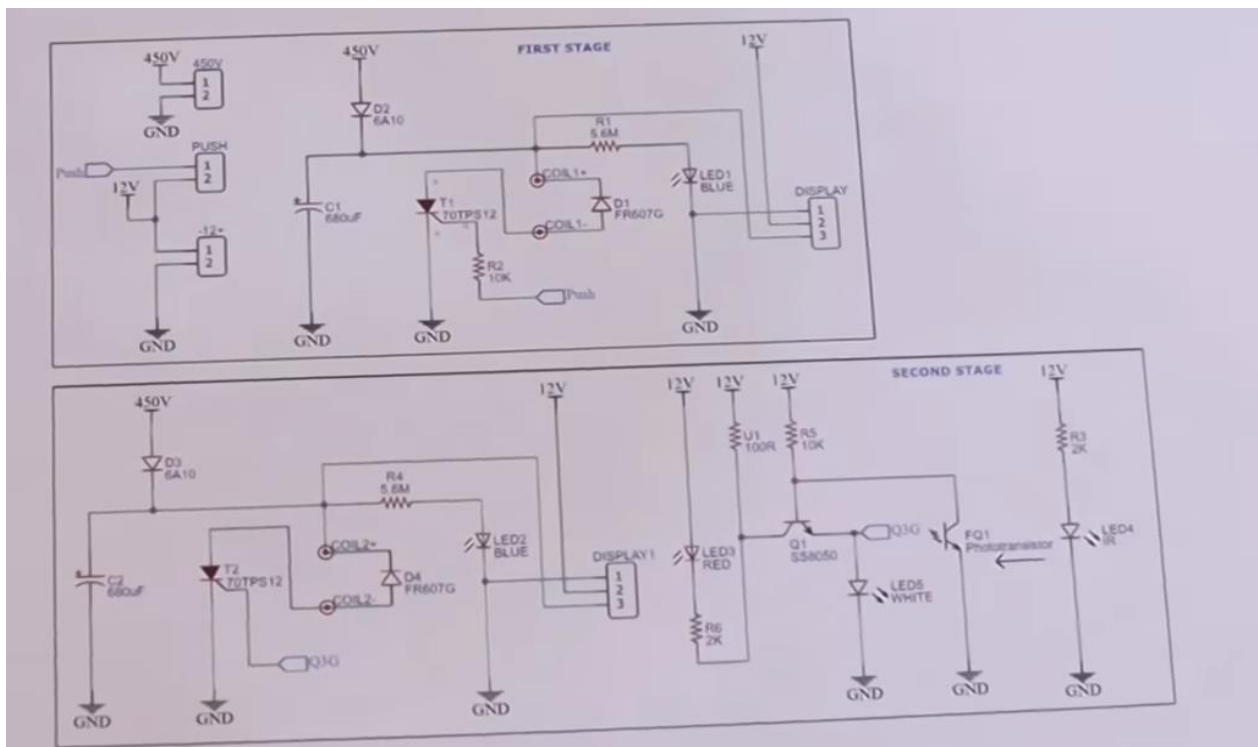 FIRST STAGE
450V
450V
1
2
GND
Push
PUSH
1
2
12V
-12+
1
2
GND
450V
D2
6A10
C1
680uF
GND
T1
70TPS12
R2
10K
Push
GND
COIL1+
COIL1-
D1
FR607G
R1
5.6M
LED1
BLUE
GND
12V
DISPLAY
1
2
3
SECOND STAGE
450V
D3
6A10
C2
680uF
GND
T2
70TPS12
Q3G
GND
COIL2+
COIL2-
D4
FR607G
R4
5.6M
LED2
BLUE
GND
12V
DISPLAY1
1
2
3
12V
LED3
RED
R6
2K
12V
U1
100R
12V
R5
10K
Q1
SS8050
Q3G
LED5
WHITE
GND
FQ1
Phototransistor
GND
12V
R3
2K
LED4
IR
GND